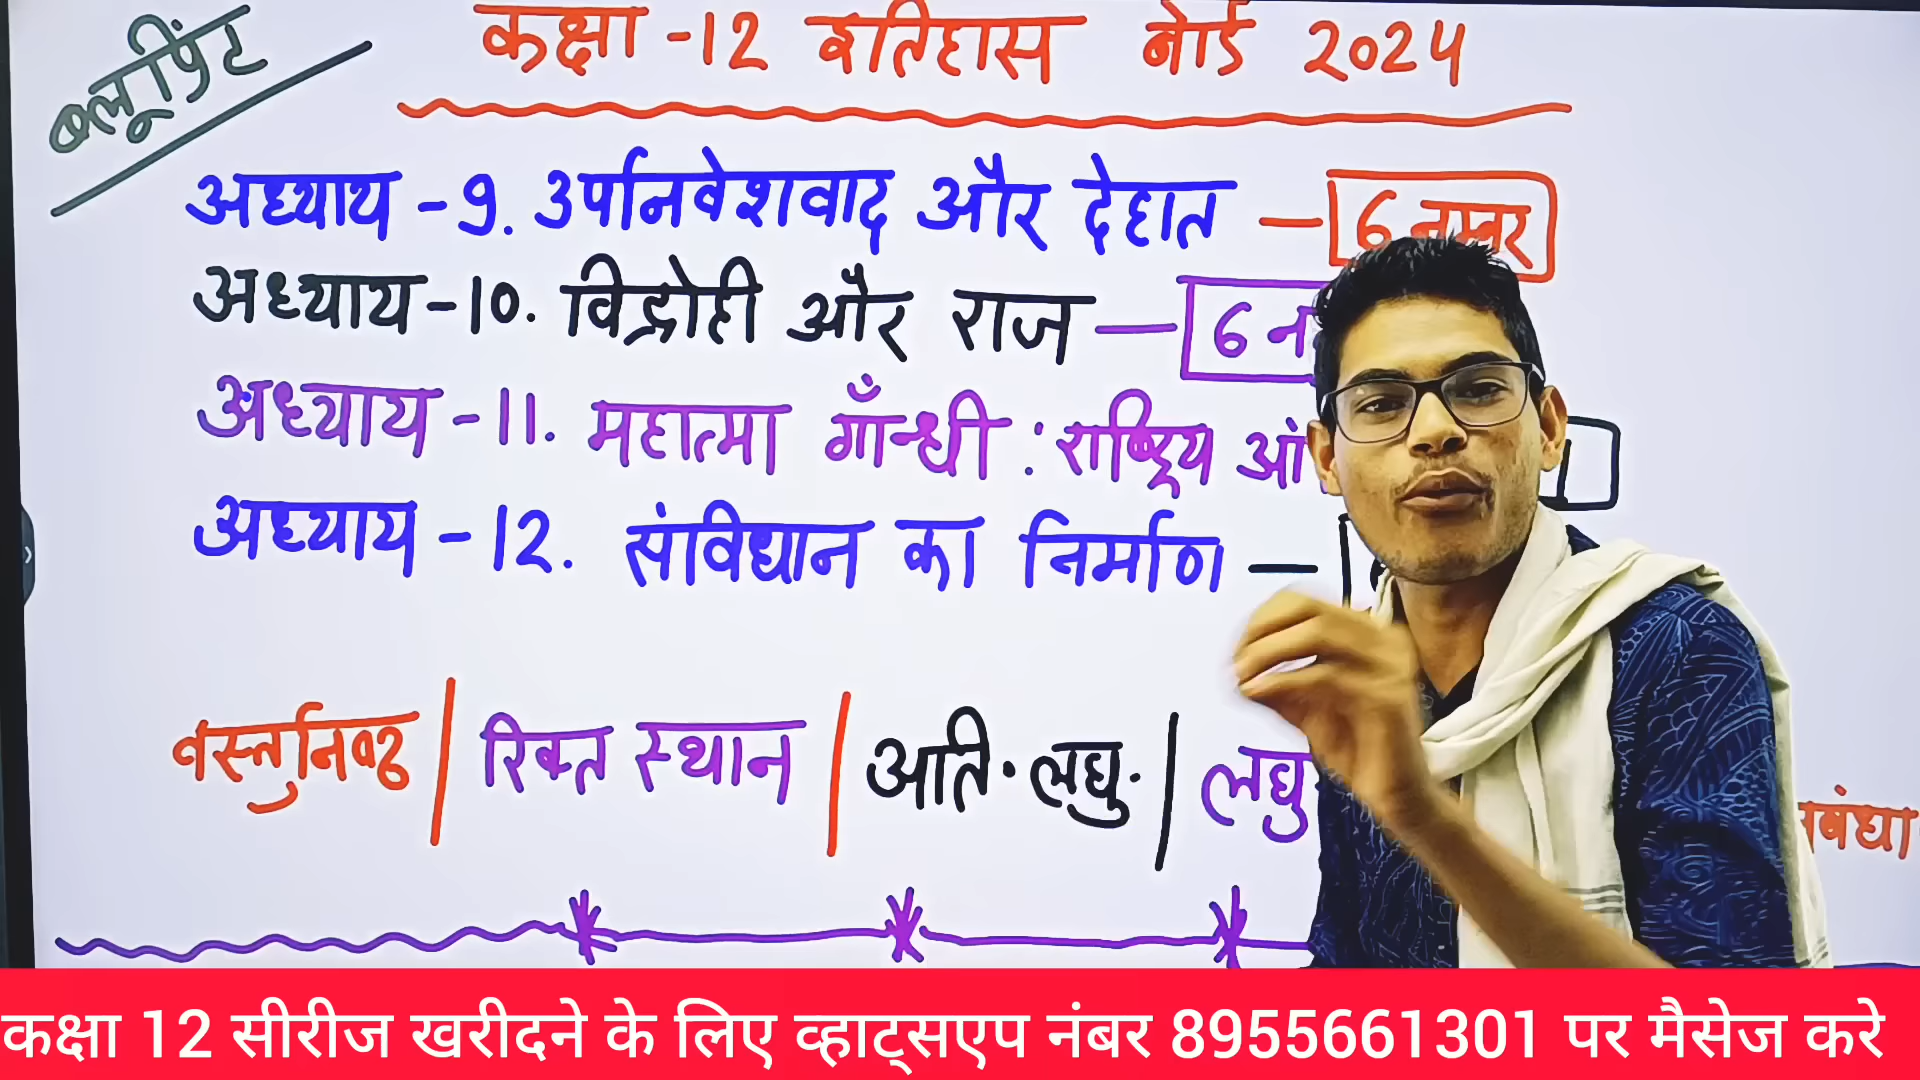 ब्लूप्रिंट
कक्षा -12 इतिहास बोर्ड 2024
अध्याय -9. उपनिवेशवाद और देहात — 6 नम्बर
अध्याय -10. विद्रोही और राज — 6 न
अध्याय -11. महात्मा गाँन्धी : राष्ट्रिय आं
अध्याय -12. संविधान का निर्माण —
वस्तुनिष्ठ | रिक्त स्थान | अति. लघु. | लघु बंधा
कक्षा 12 सीरीज खरीदने के लिए व्हाट्सएप नंबर 8955661301 पर मैसेज करे